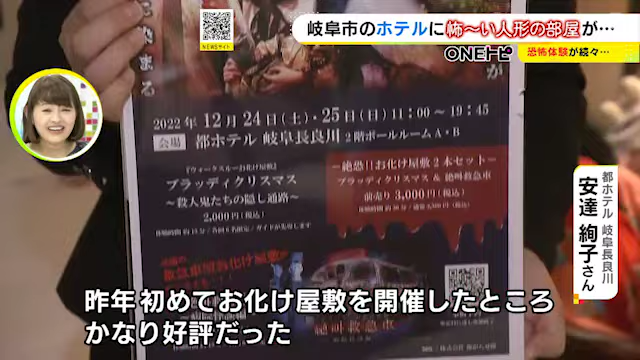 岐阜市のホテルに怖〜い人形の部屋が…
ONEトピ
恐怖体験が続々…
NEWSサイト
2022年12月24日(土)・25日(日)11:00〜19:45
会場 都ホテル 岐阜長良川 2階ボールルームA・B
『ウォークスルーお化け屋敷』
ブラッディクリスマス
〜殺人鬼たちの隠し通路〜
2,000円(税込)
−絶恐!!お化け屋敷2本セット−
ブラッディクリスマス & 絶叫救急車
前売り 3,000円(税込)
救急車型お化け屋敷
絶叫救急車
都ホテル 岐阜長良川
安達 絢子さん
昨年初めてお化け屋敷を開催したところ
かなり好評だった